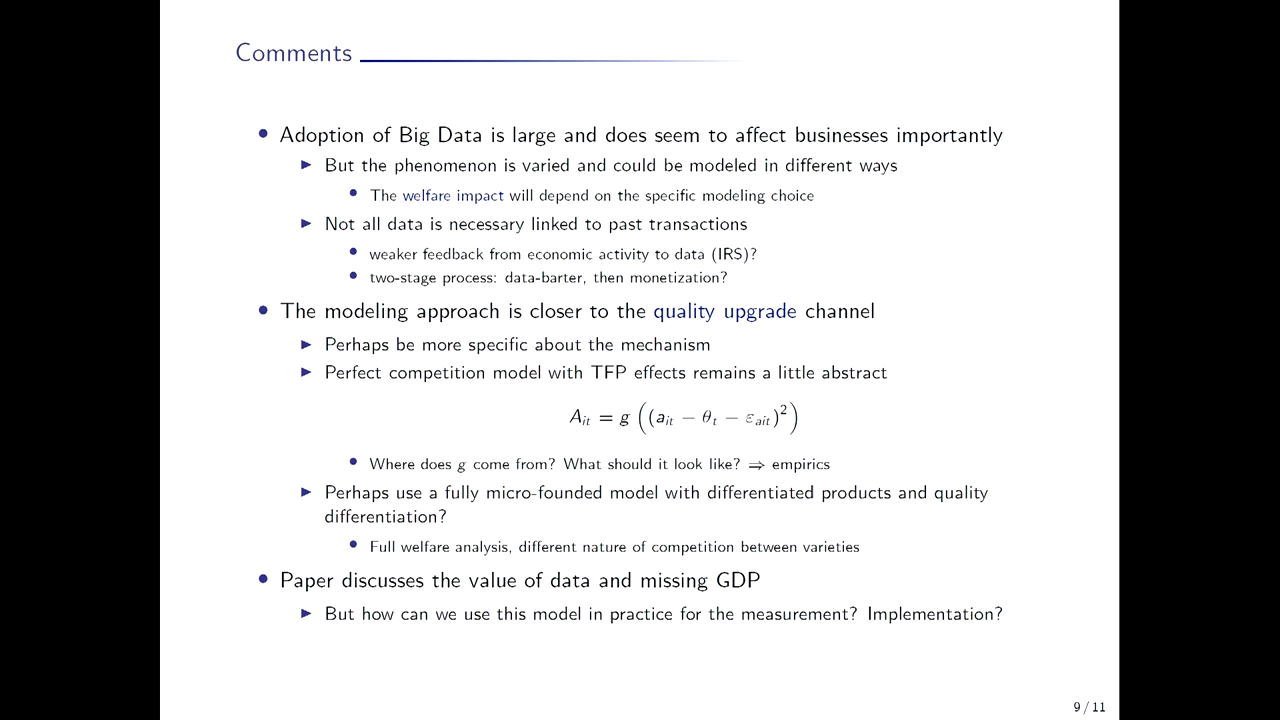 Comments
• Adoption of Big Data is large and does seem to affect businesses importantly
▶ But the phenomenon is varied and could be modeled in different ways
• The welfare impact will depend on the specific modeling choice
▶ Not all data is necessary linked to past transactions
• weaker feedback from economic activity to data (IRS)?
• two-stage process: data-barter, then monetization?
• The modeling approach is closer to the quality upgrade channel
▶ Perhaps be more specific about the mechanism
▶ Perfect competition model with TFP effects remains a little abstract
A_{it} = g ((a_{it} − θ_t − ε_{ait})^2)
• Where does g come from? What should it look like? ⇒ empirics
▶ Perhaps use a fully micro-founded model with differentiated products and quality
differentiation?
• Full welfare analysis, different nature of competition between varieties
• Paper discusses the value of data and missing GDP
▶ But how can we use this model in practice for the measurement? Implementation?
9 / 11